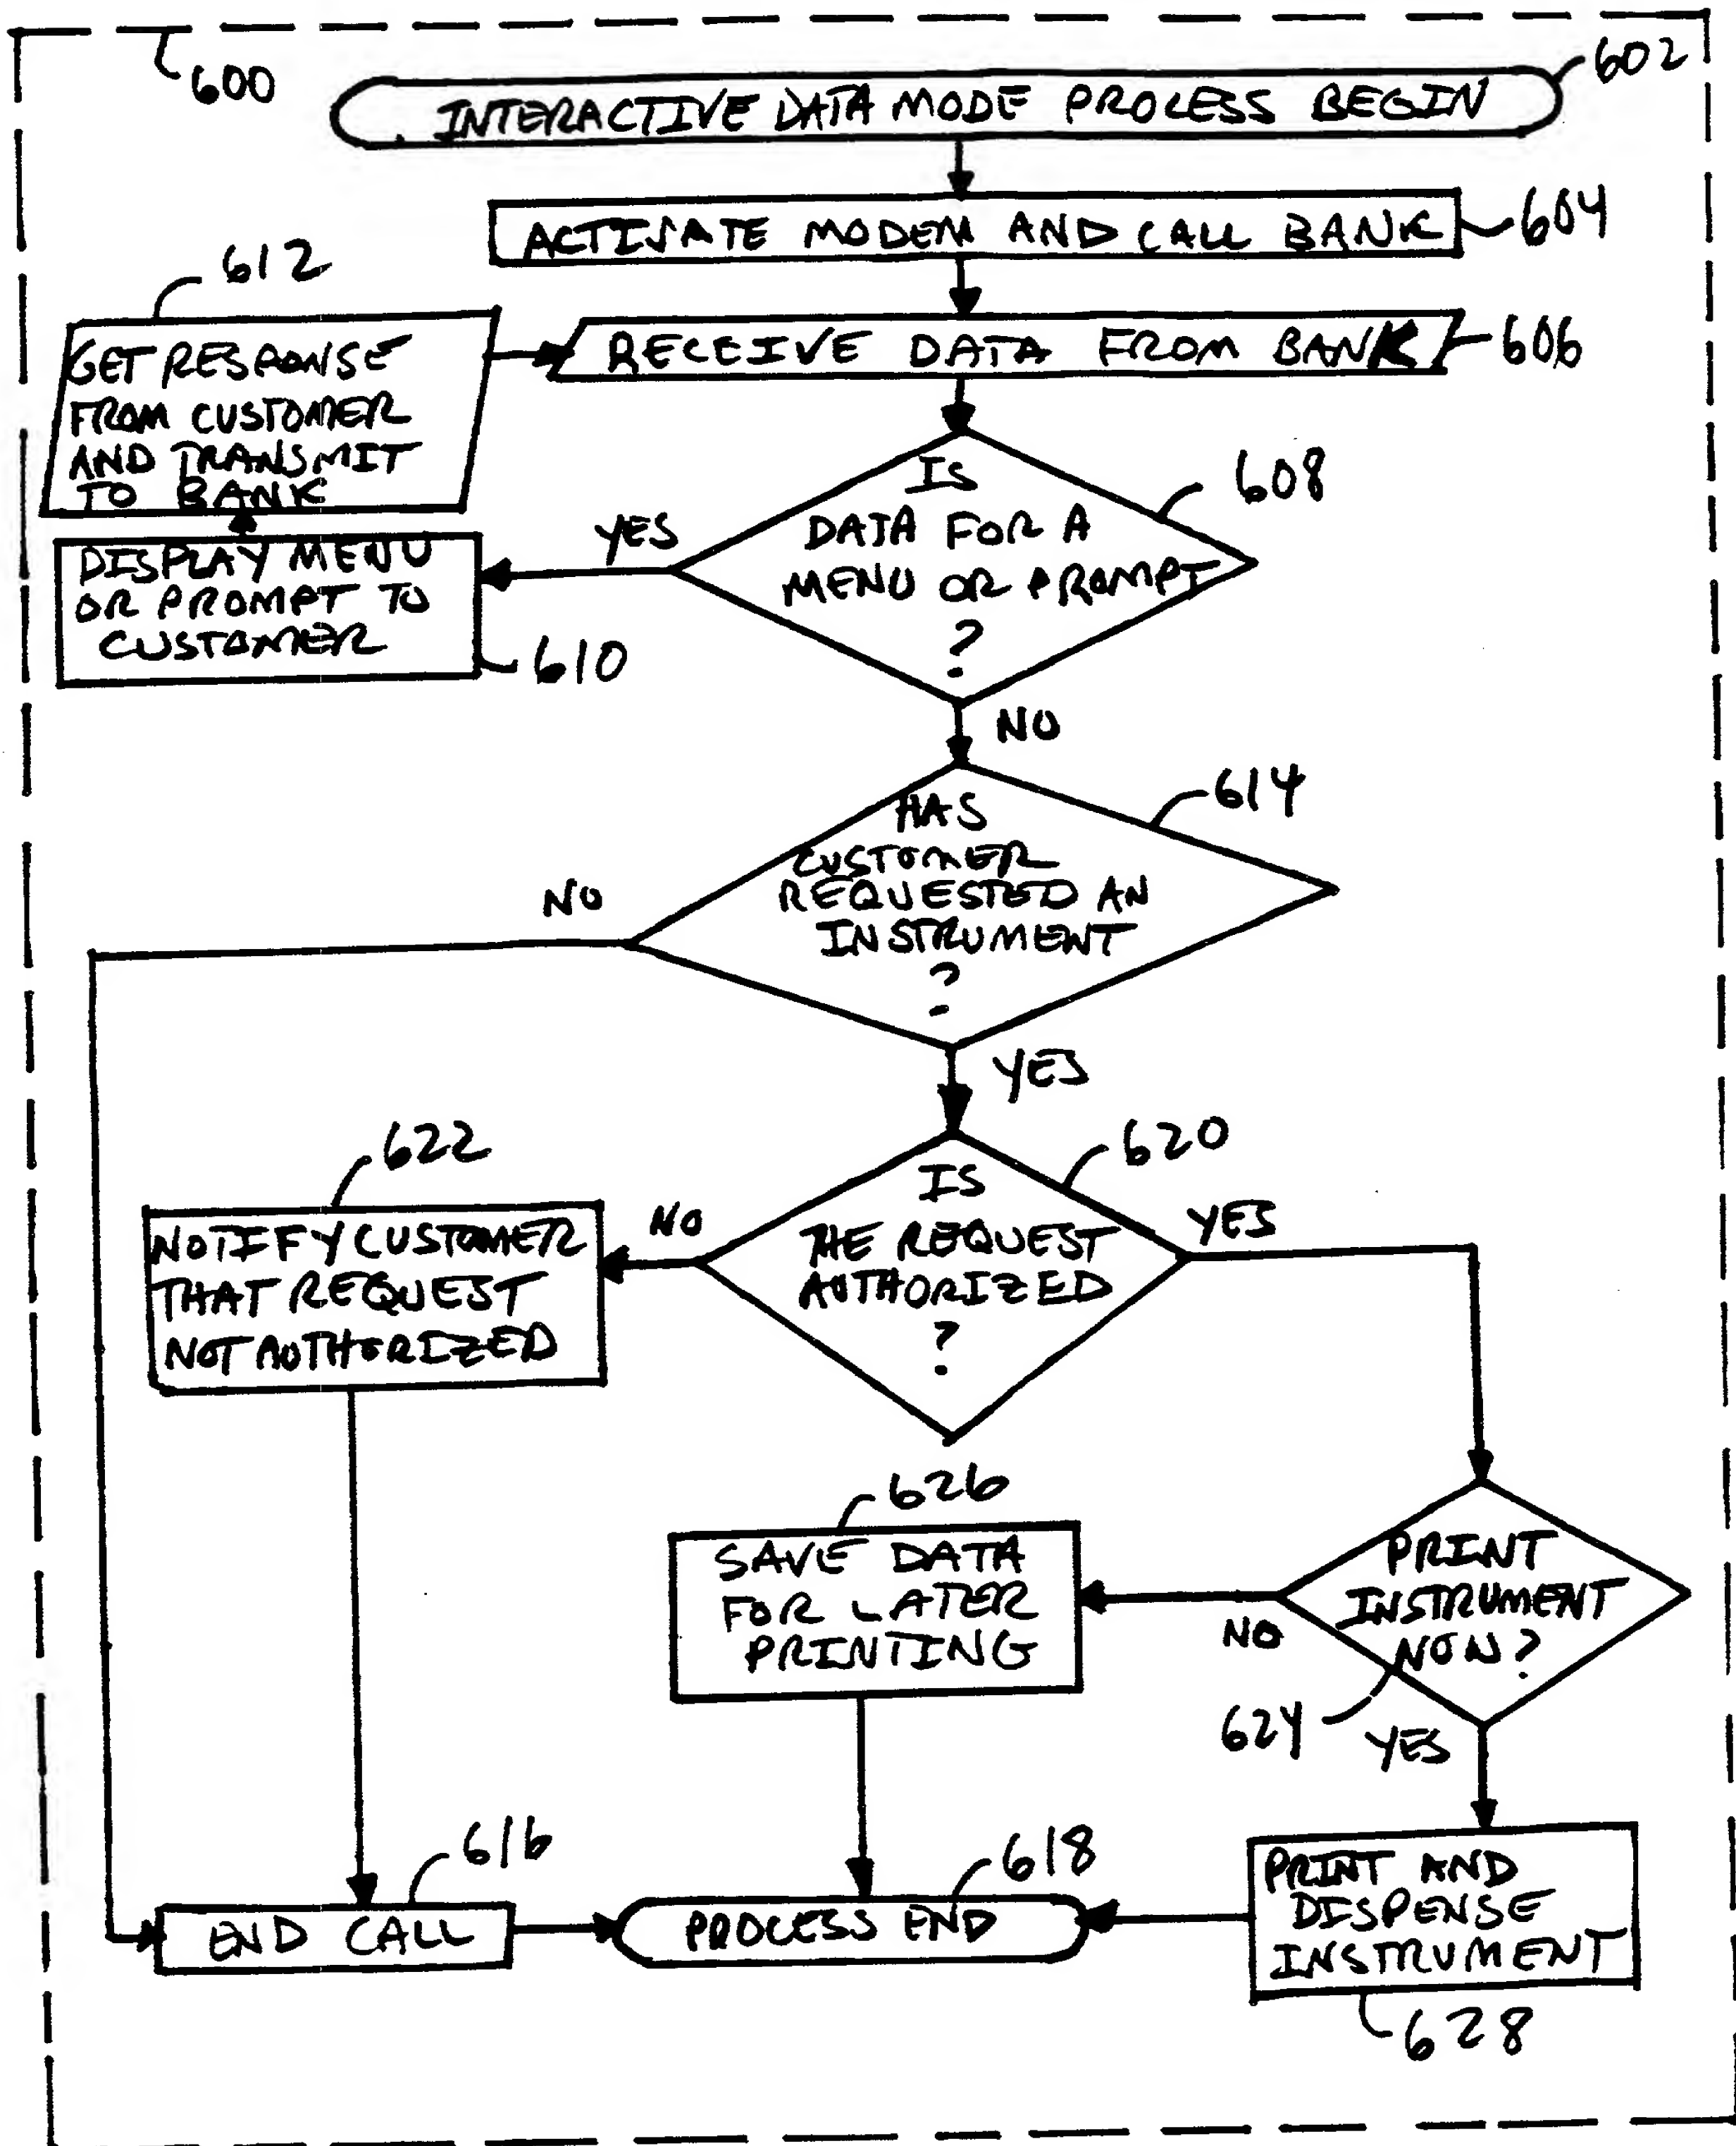 600
INTERACTIVE DATA MODE PROCESS BEGIN
602
ACTIVATE MODEM AND CALL BANK
604
612
GET RESPONSE
FROM CUSTOMER
AND TRANSMIT
TO BANK
RECEIVE DATA FROM BANK
606
IS
DATA FOR A
MENU OR PROMPT
?
608
YES
DISPLAY MENU
OR PROMPT TO
CUSTOMER
610
NO
HAS
CUSTOMER
REQUESTED AN
INSTRUMENT
?
614
NO
YES
622
NOTIFY CUSTOMER
THAT REQUEST
NOT AUTHORIZED
NO
IS
THE REQUEST
AUTHORIZED
?
620
YES
626
SAVE DATA
FOR LATER
PRINTING
PRINT
INSTRUMENT
NOW?
NO
624
YES
616
END CALL
618
PROCESS END
PRINT AND
DISPENSE
INSTRUMENT
628